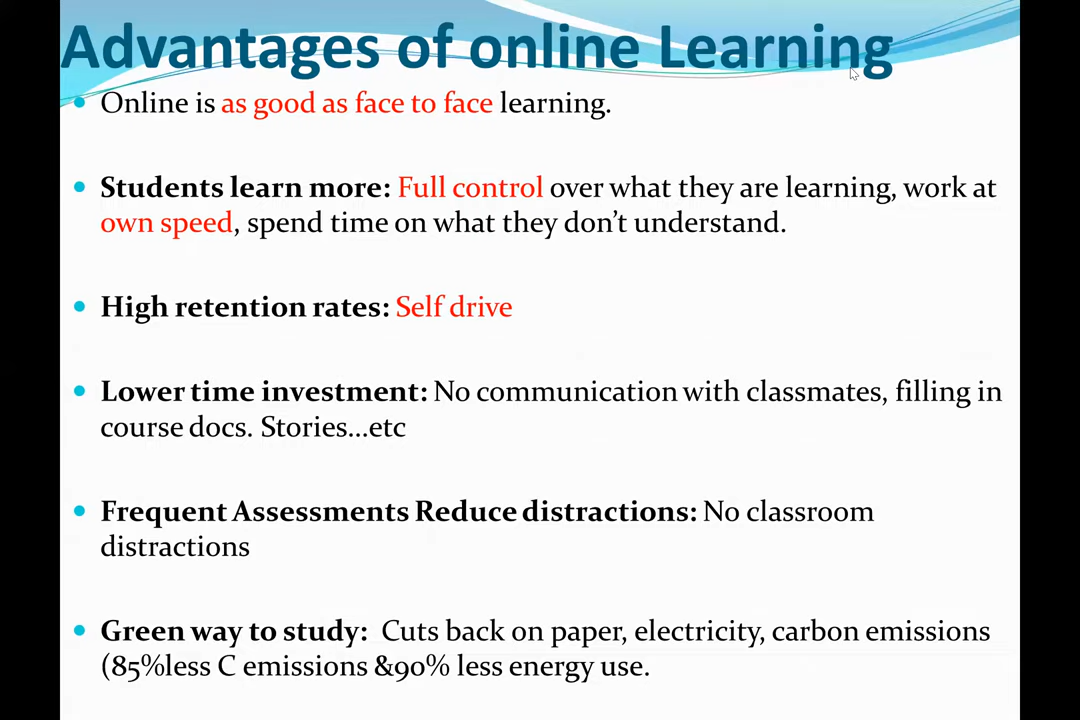 Advantages of online Learning
Online is as good as face to face learning.
Students learn more: Full control over what they are learning, work at
own speed, spend time on what they don't understand.
High retention rates: Self drive
Lower time investment: No communication with classmates, filling in
course docs. Stories...etc
Frequent Assessments Reduce distractions: No classroom
distractions
Green way to study: Cuts back on paper, electricity, carbon emissions
(85%less C emissions &90% less energy use.